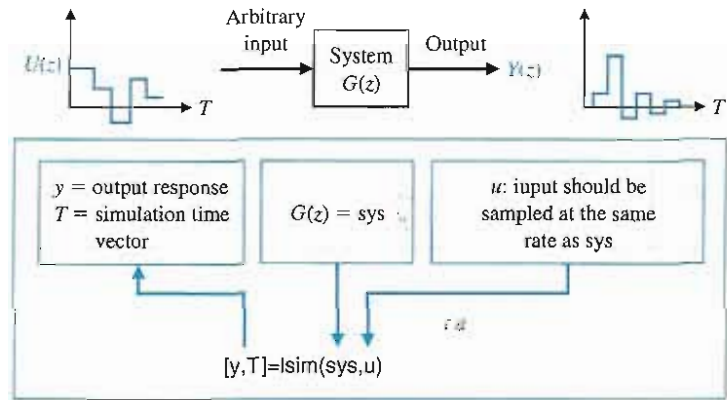 Arbitrary
input
U(z)
T
System
G(z)
Output
Y(z)
T
y = output response
T = simulation time
vector
G(z) = sys
u: iuput should be
sampled at the same
rate as sys
[y,T]=lsim(sys,u)